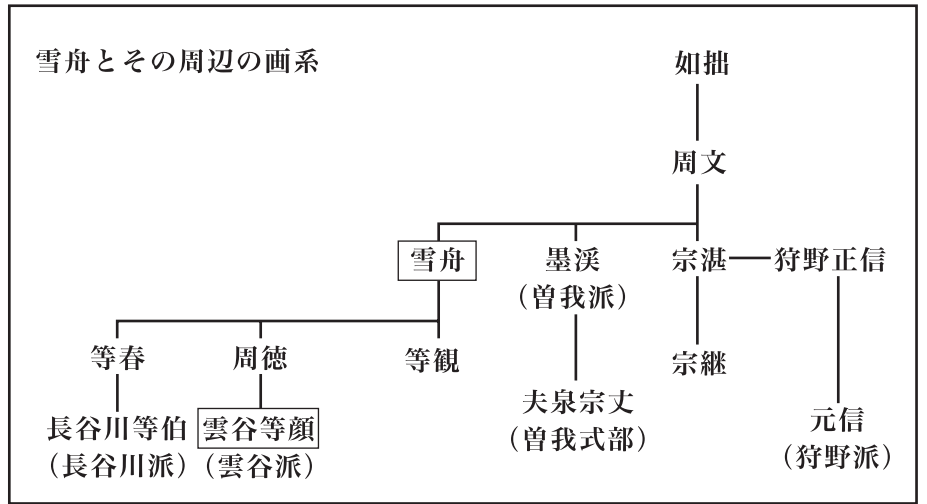 雪舟とその周辺の画系
如拙
周文
雪舟
墨渓
（曽我派）
宗湛
狩野正信
等春
周徳
等観
宗継
長谷川等伯
（長谷川派）
雲谷等顔
（雲谷派）
夫泉宗丈
（曽我式部）
元信
（狩野派）